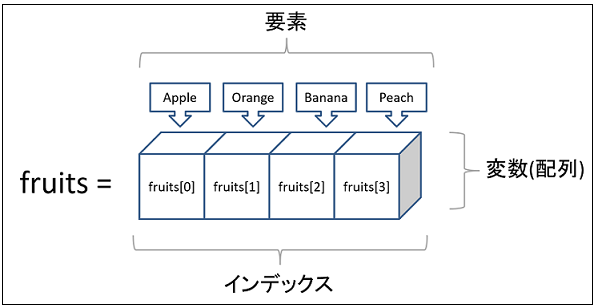 要素
Apple
Orange
Banana
Peach
fruits =
fruits[0]
fruits[1]
fruits[2]
fruits[3]
変数(配列)
インデックス